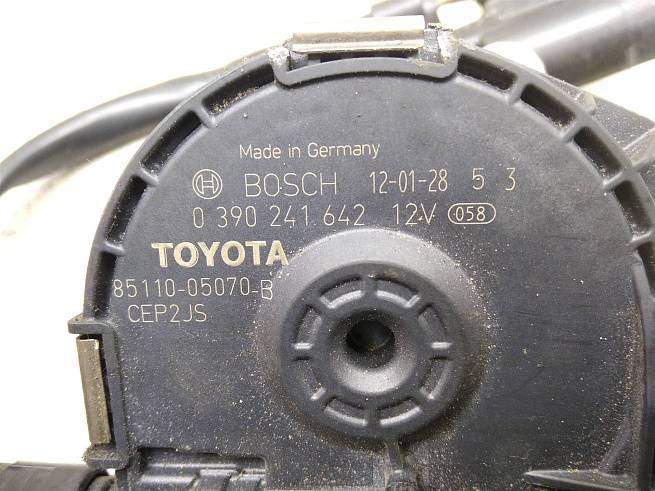 Made in Germany
BOSCH 12-01-28 5 3
0 390 241 642 12V 058
TOYOTA
85110-05070-B
CEP2JS